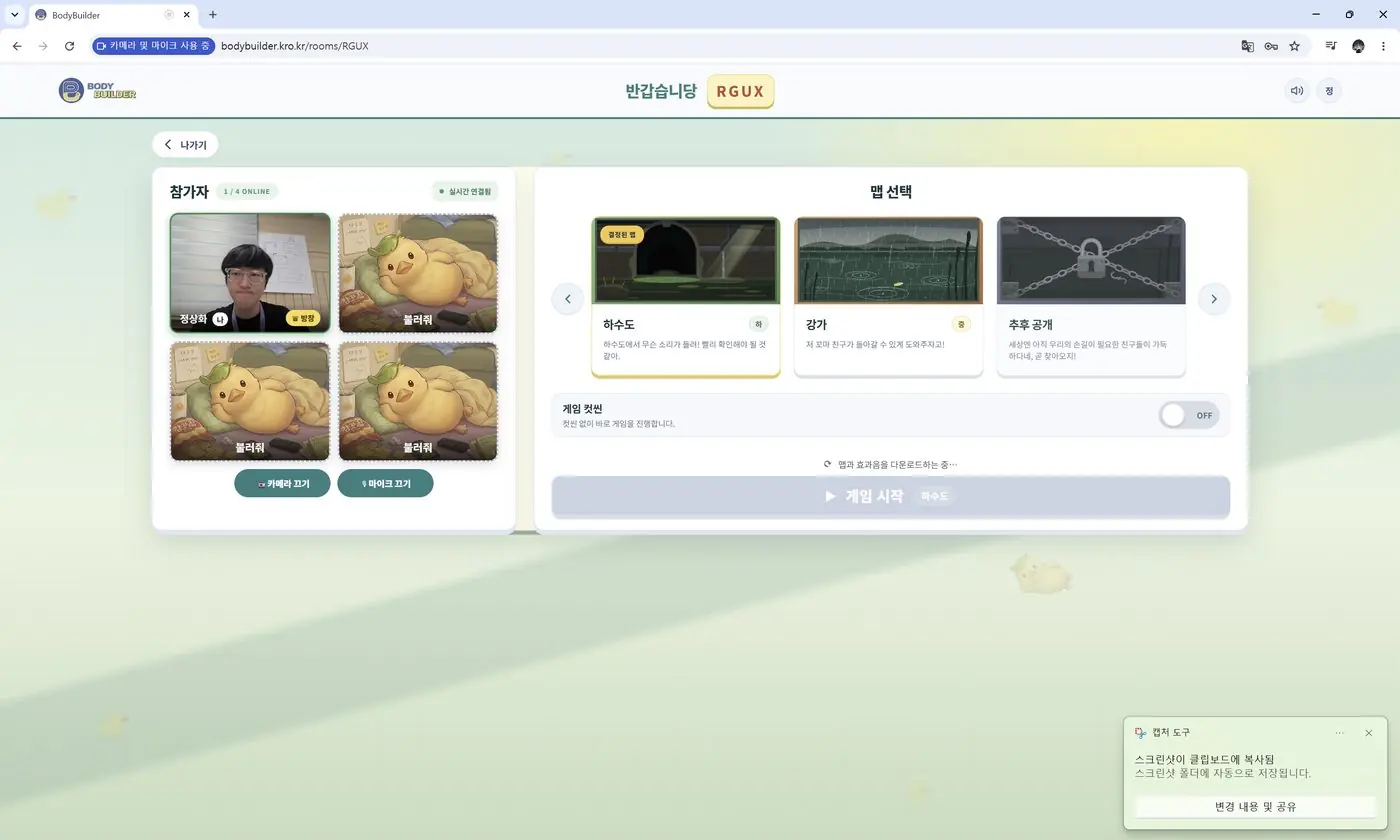 BodyBuilder
카메라 및 마이크 사용 중
bodybuilder.kro.kr/rooms/RGUX
BODY
BUILDER
반갑습니당
RGUX
정
나가기
참가자
1 / 4 ONLINE
실시간 연결됨
정상화
나
방장
불러줘
불러줘
불러줘
카메라 끄기
마이크 끄기
맵 선택
결정된 맵
하수도
하
하수도에서 무슨 소리가 들려! 빨리 확인해야 될 것
같아.
강가
중
저 꼬마 친구가 돌아갈 수 있게 도와주자고!
추후 공개
세상엔 아직 우리의 손길이 필요한 친구들이 가득
하다네, 곧 찾아오지!
게임 컷씬
컷씬 없이 바로 게임을 진행합니다.
OFF
맵과 효과음을 다운로드하는 중…
게임 시작
하수도
캡처 도구
스크린샷이 클립보드에 복사됨
스크린샷 폴더에 자동으로 저장됩니다.
변경 내용 및 공유